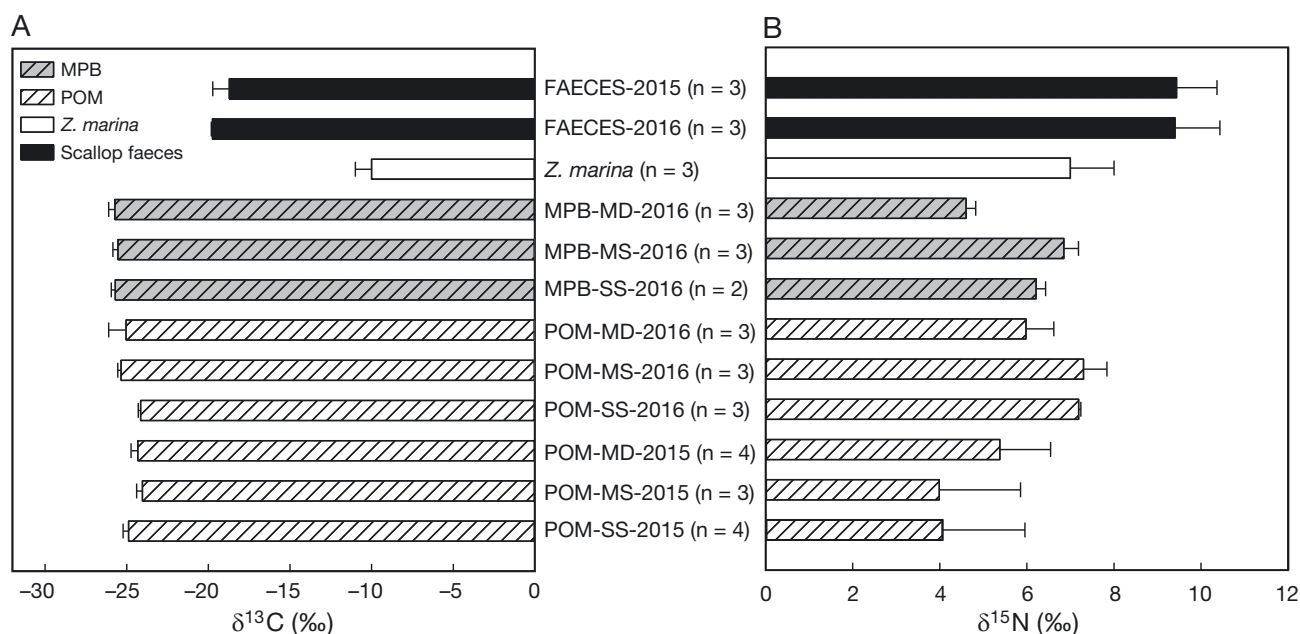 A
B
MPB
POM
Z. marina
Scallop faeces
FAECES-2015 (n = 3)
FAECES-2016 (n = 3)
Z. marina (n = 3)
MPB-MD-2016 (n = 3)
MPB-MS-2016 (n = 3)
MPB-SS-2016 (n = 2)
POM-MD-2016 (n = 3)
POM-MS-2016 (n = 3)
POM-SS-2016 (n = 3)
POM-MD-2015 (n = 4)
POM-MS-2015 (n = 3)
POM-SS-2015 (n = 4)
–30 –25 –20 –15 –10 –5 0
0 2 4 6 8 10 12
δ¹³C (‰)
δ¹⁵N (‰)